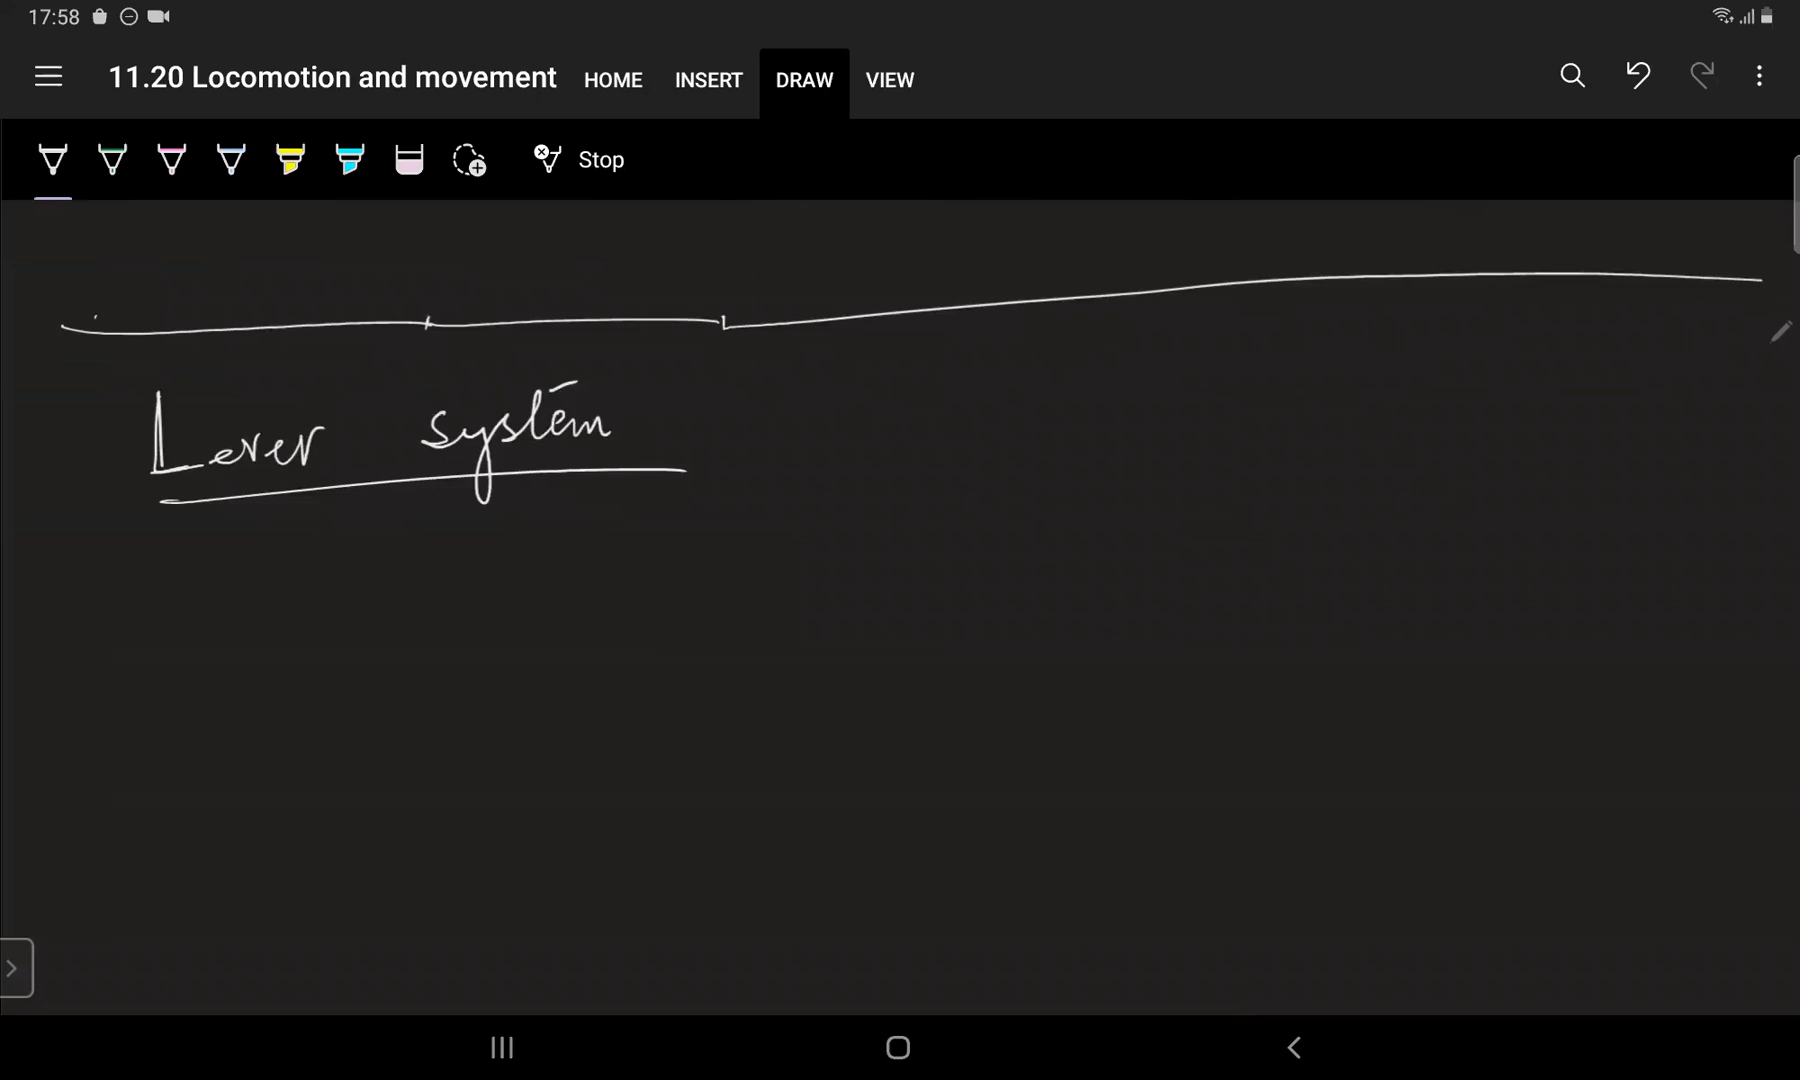 17:58
11.20 Locomotion and movement HOME INSERT DRAW VIEW
Stop
Lever system